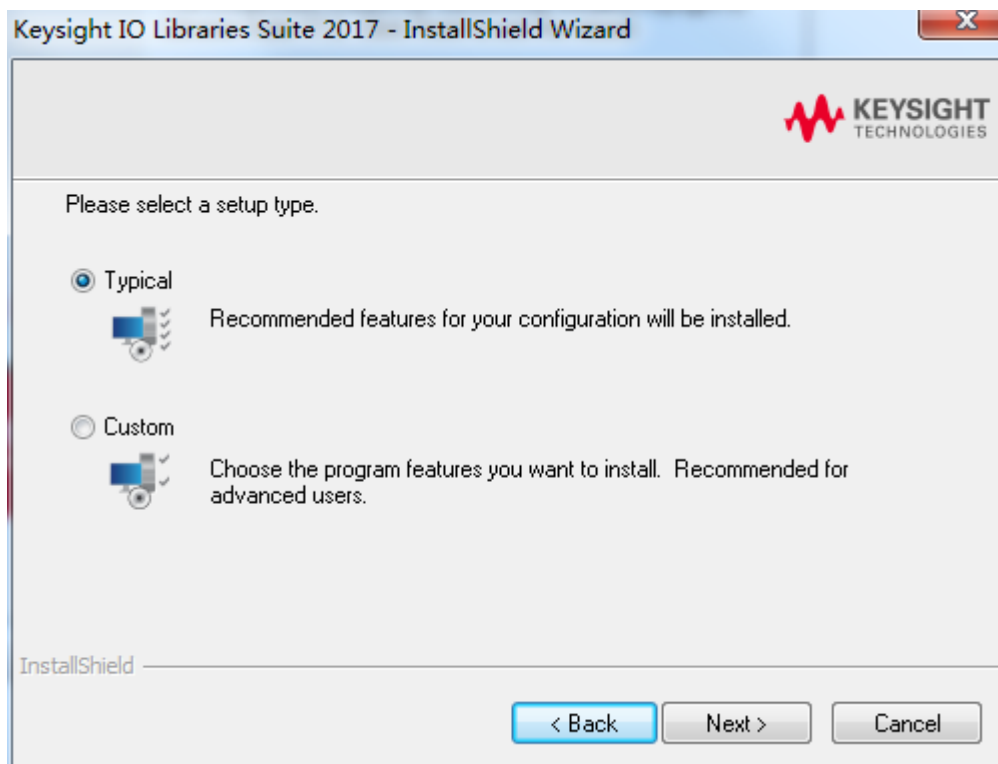 Keysight IO Libraries Suite 2017 - InstallShield Wizard
KEYSIGHT
TECHNOLOGIES
Please select a setup type.
Typical
Recommended features for your configuration will be installed.
Custom
Choose the program features you want to install.  Recommended for
advanced users.
InstallShield
< Back
Next >
Cancel